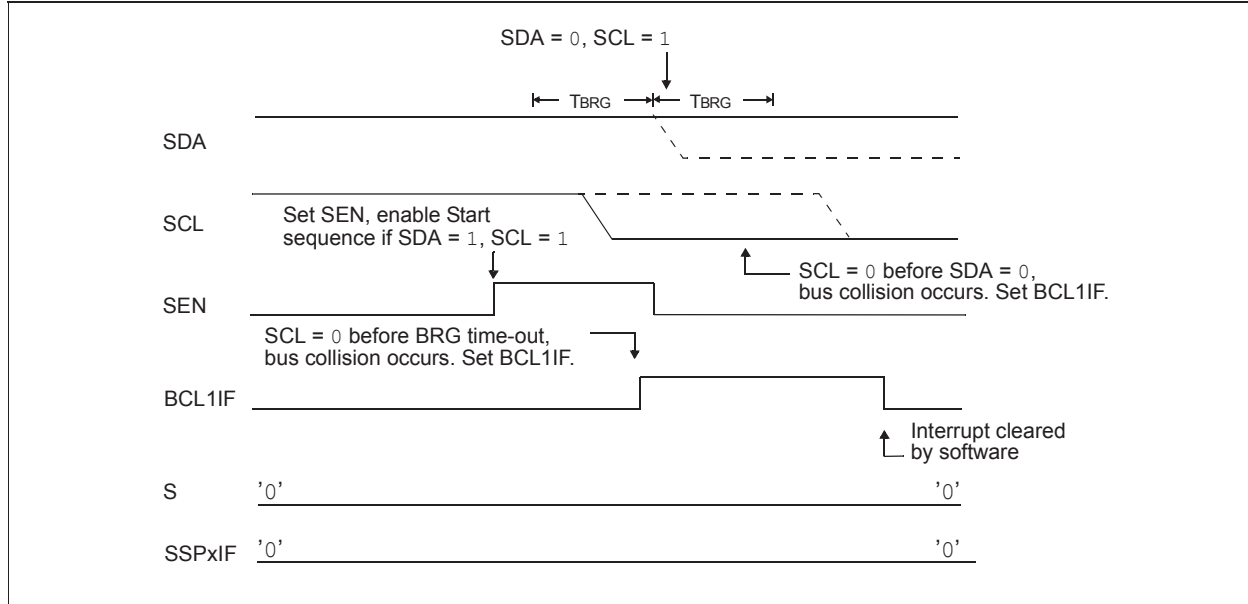 SDA = 0, SCL = 1
TBRG TBRG
SDA
SCL
Set SEN, enable Start
sequence if SDA = 1, SCL = 1
SCL = 0 before SDA = 0,
bus collision occurs. Set BCL1IF.
SEN
SCL = 0 before BRG time-out,
bus collision occurs. Set BCL1IF.
BCL1IF
Interrupt cleared
by software
S '0' '0'
SSPxIF '0' '0'